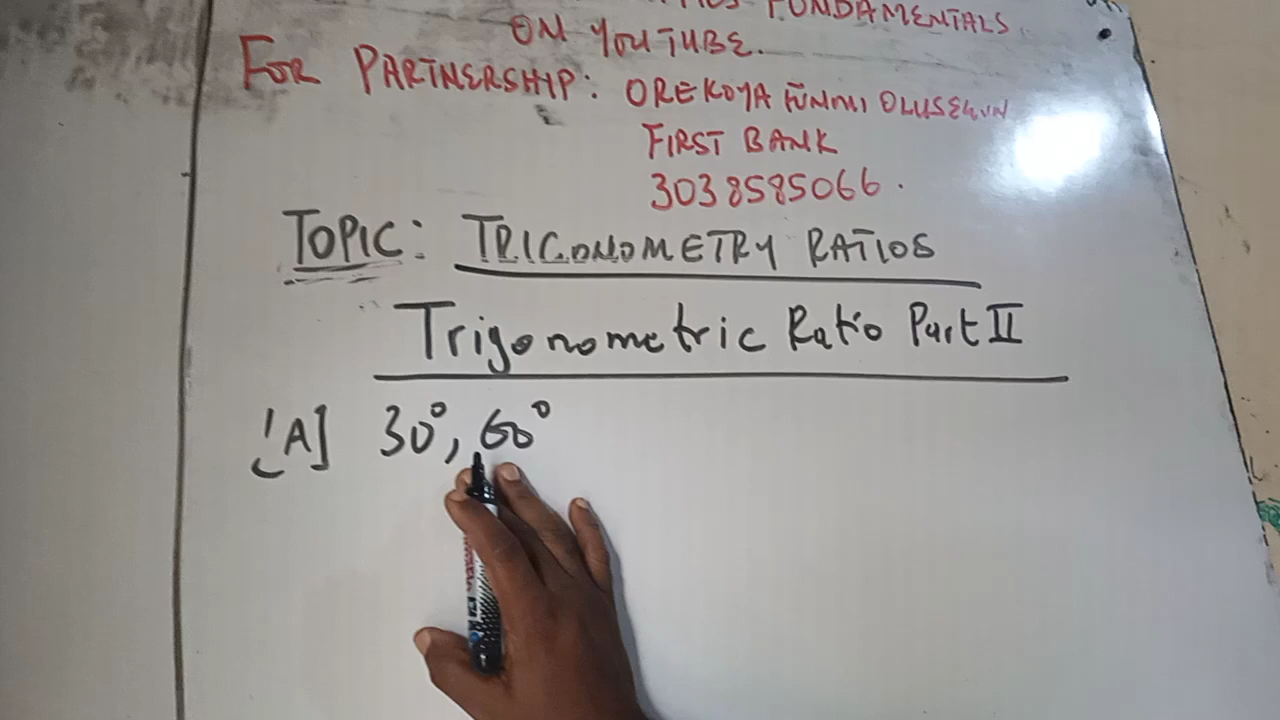 FUNDAMENTALS
ON YOUTUBE.
FOR PARTNERSHIP: OREKOYA FUNMI OLUSEGUN
FIRST BANK
3038585066.
TOPIC: TRIGONOMETRY RATIOS
Trigonometric Ratio Part II
[A] 30°, 60°